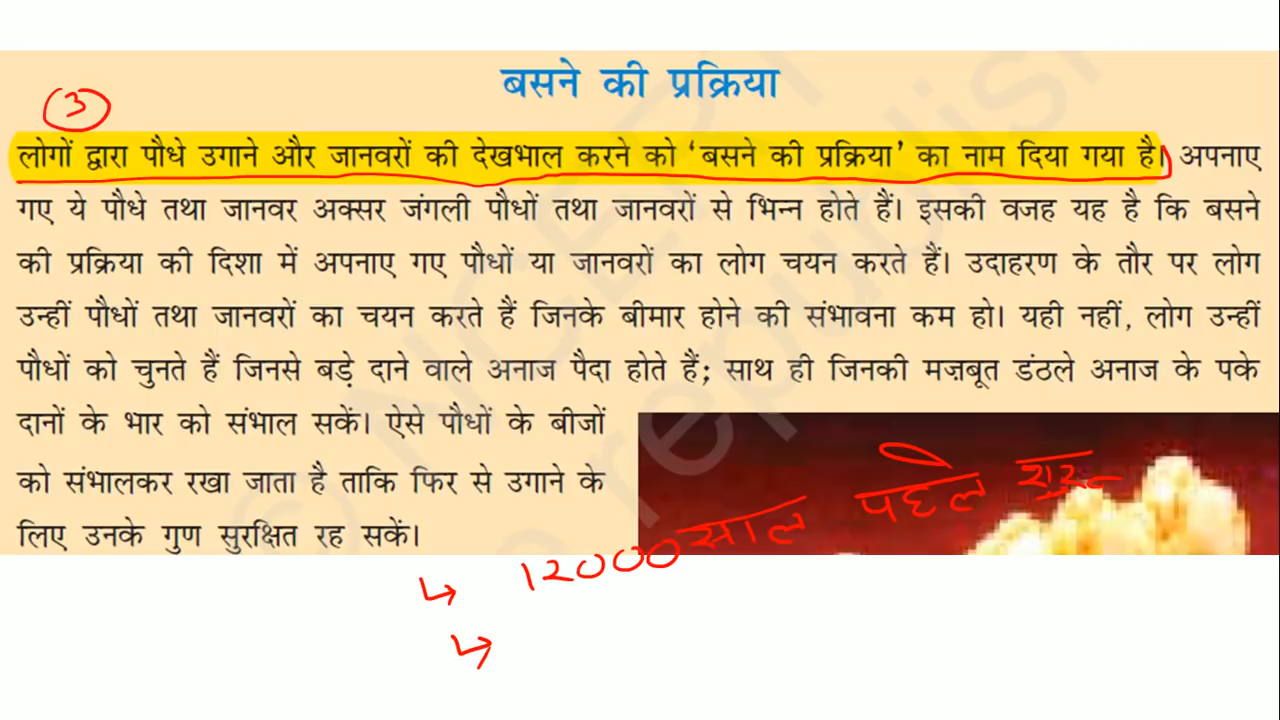 बसने की प्रक्रिया
3
लोगों द्वारा पौधे उगाने और जानवरों की देखभाल करने को ‘बसने की प्रक्रिया’ का नाम दिया गया है। अपनाए
गए ये पौधे तथा जानवर अक्सर जंगली पौधों तथा जानवरों से भिन्न होते हैं। इसकी वजह यह है कि बसने
की प्रक्रिया की दिशा में अपनाए गए पौधों या जानवरों का लोग चयन करते हैं। उदाहरण के तौर पर लोग
उन्हीं पौधों तथा जानवरों का चयन करते हैं जिनके बीमार होने की संभावना कम हो। यही नहीं, लोग उन्हीं
पौधों को चुनते हैं जिनसे बड़े दाने वाले अनाज पैदा होते हैं; साथ ही जिनकी मज़बूत डंठले अनाज के पके
दानों के भार को संभाल सकें। ऐसे पौधों के बीजों
को संभालकर रखा जाता है ताकि फिर से उगाने के
लिए उनके गुण सुरक्षित रह सकें।
↳ 12000 साल पहले शुरू
↳
© NCERT
republis